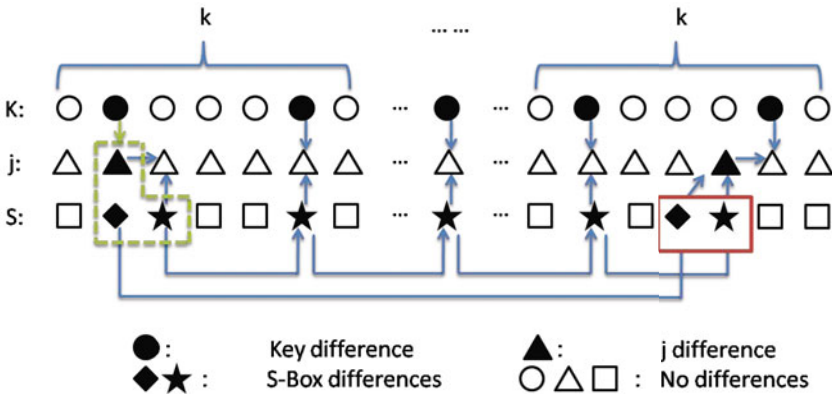 k ... ... k
K: ... ...
j: ... ...
S: ... ...
: Key difference : j difference
: S-Box differences : No differences